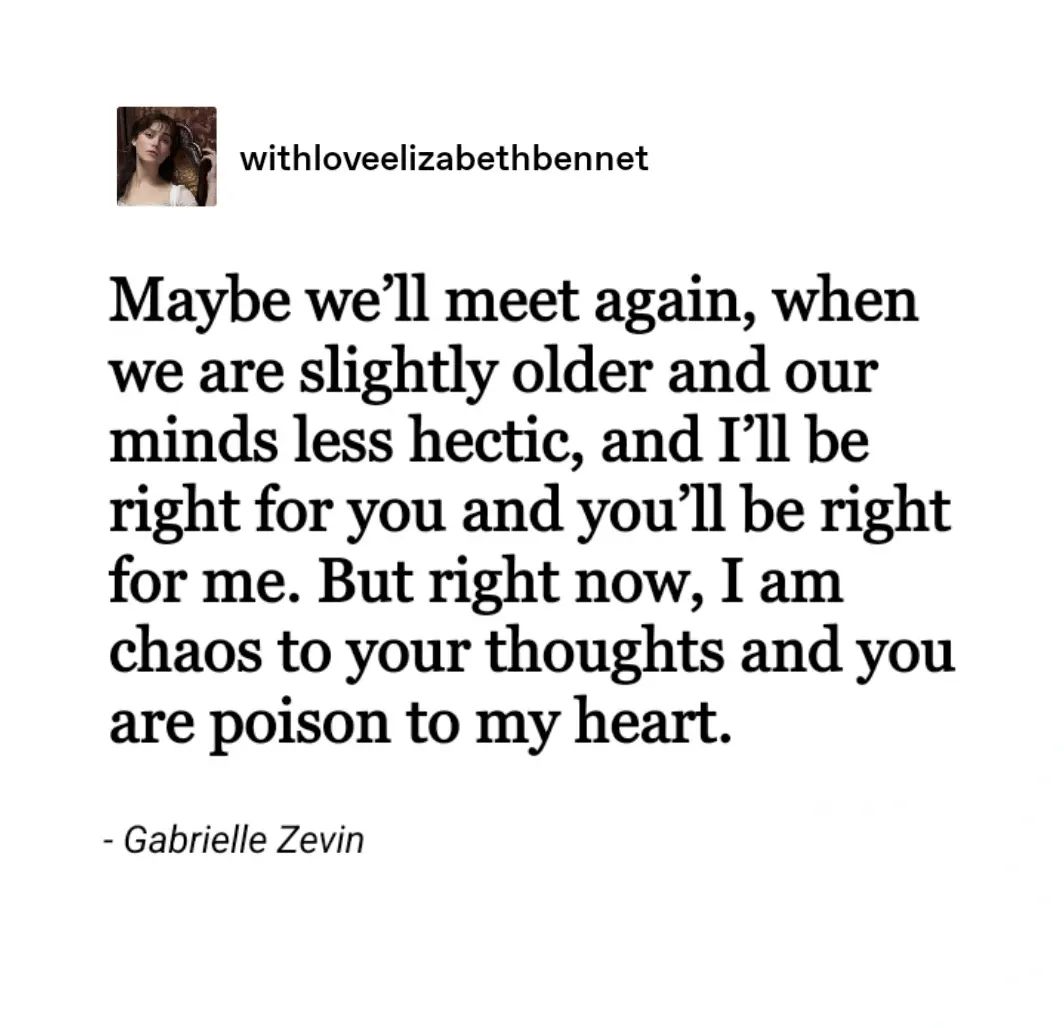 withloveelizabethbennet
Maybe we’ll meet again, when
we are slightly older and our
minds less hectic, and I’ll be
right for you and you’ll be right
for me. But right now, I am
chaos to your thoughts and you
are poison to my heart.
- Gabrielle Zevin